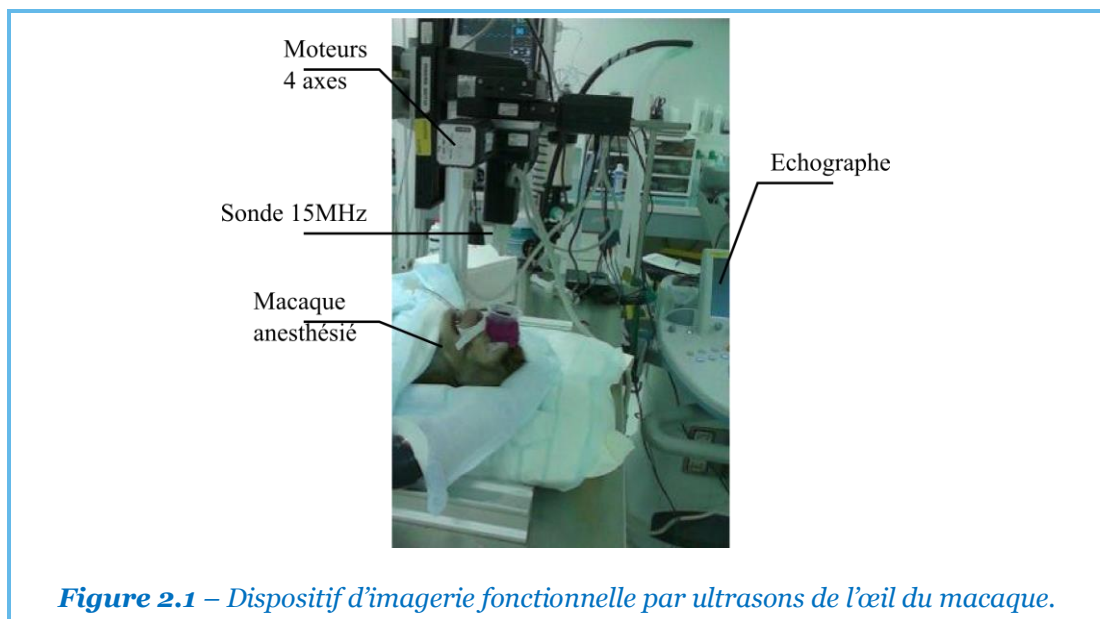 Moteurs
4 axes
Echographe
Sonde 15MHz
Macaque
anesthésié
Figure 2.1 – Dispositif d’imagerie fonctionnelle par ultrasons de l’œil du macaque.